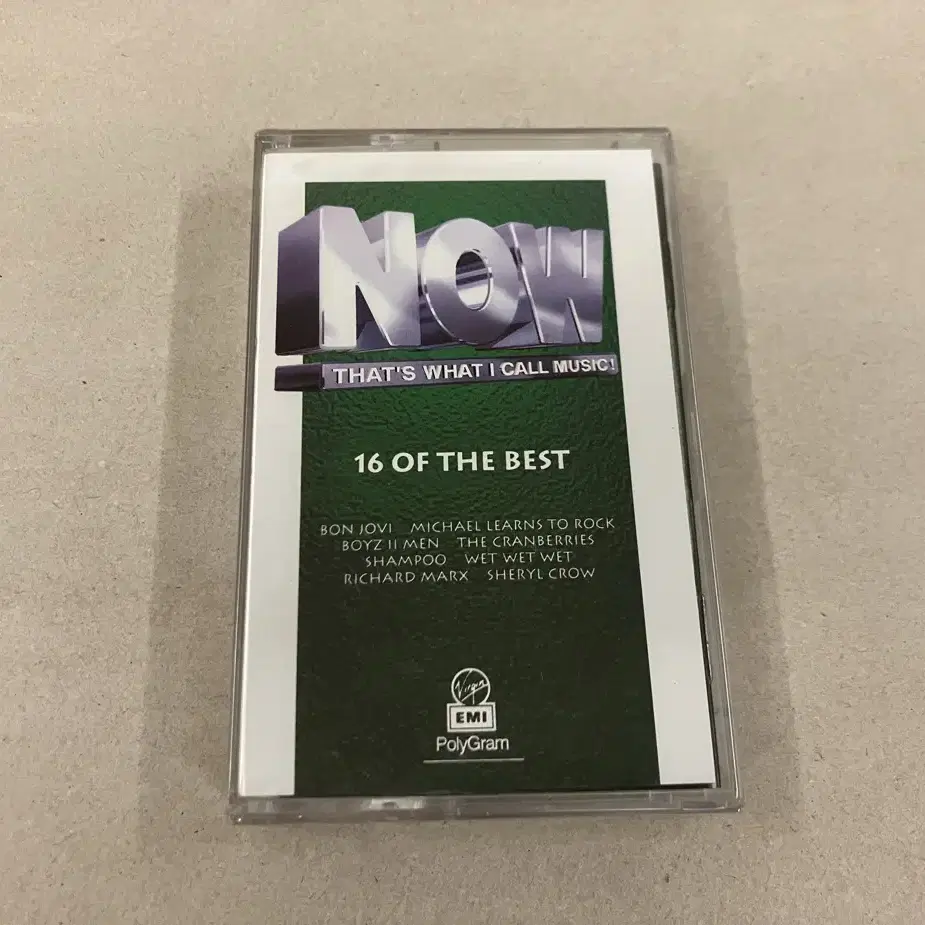 NOW
THAT'S WHAT I CALL MUSIC!
16 OF THE BEST
BON JOVI MICHAEL LEARNS TO ROCK
BOYZ II MEN THE CRANBERRIES
SHAMPOO WET WET WET
RICHARD MARX SHERYL CROW
Virgin
EMI
PolyGram